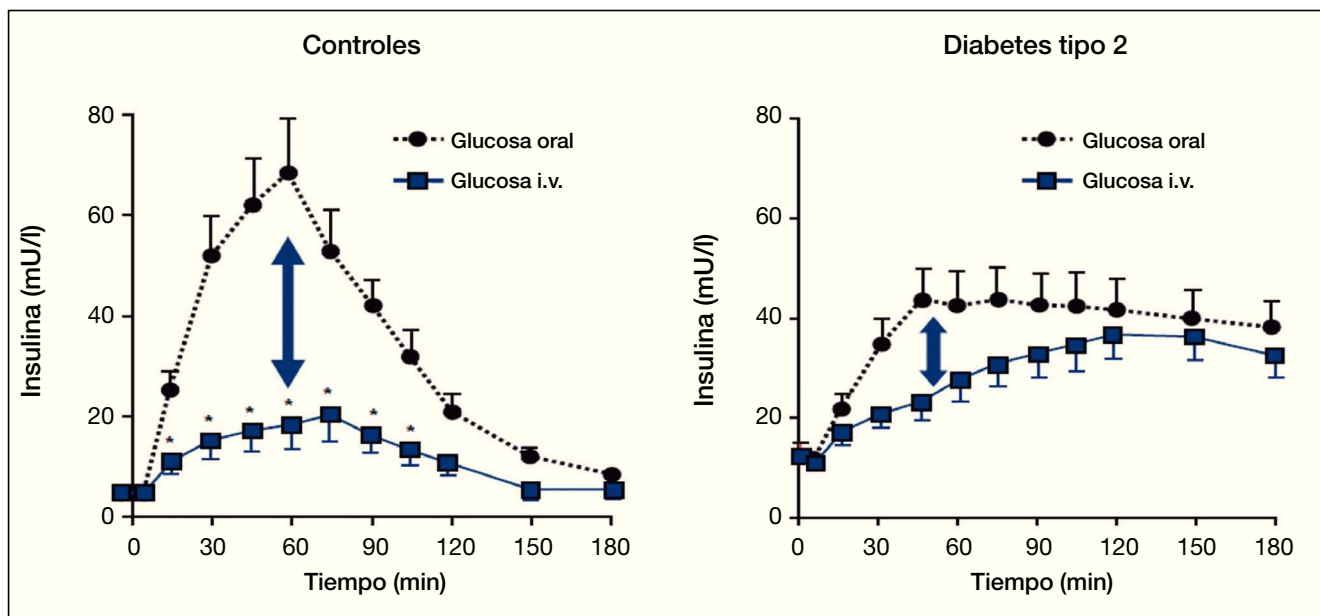 Controles
80
60
40
20
0
Insulina (mU/l)
Glucosa oral
Glucosa i.v.
* * * * * * *
0 30 60 90 120 150 180
Tiempo (min)
Diabetes tipo 2
80
60
40
20
0
Insulina (mU/l)
Glucosa oral
Glucosa i.v.
0 30 60 90 120 150 180
Tiempo (min)